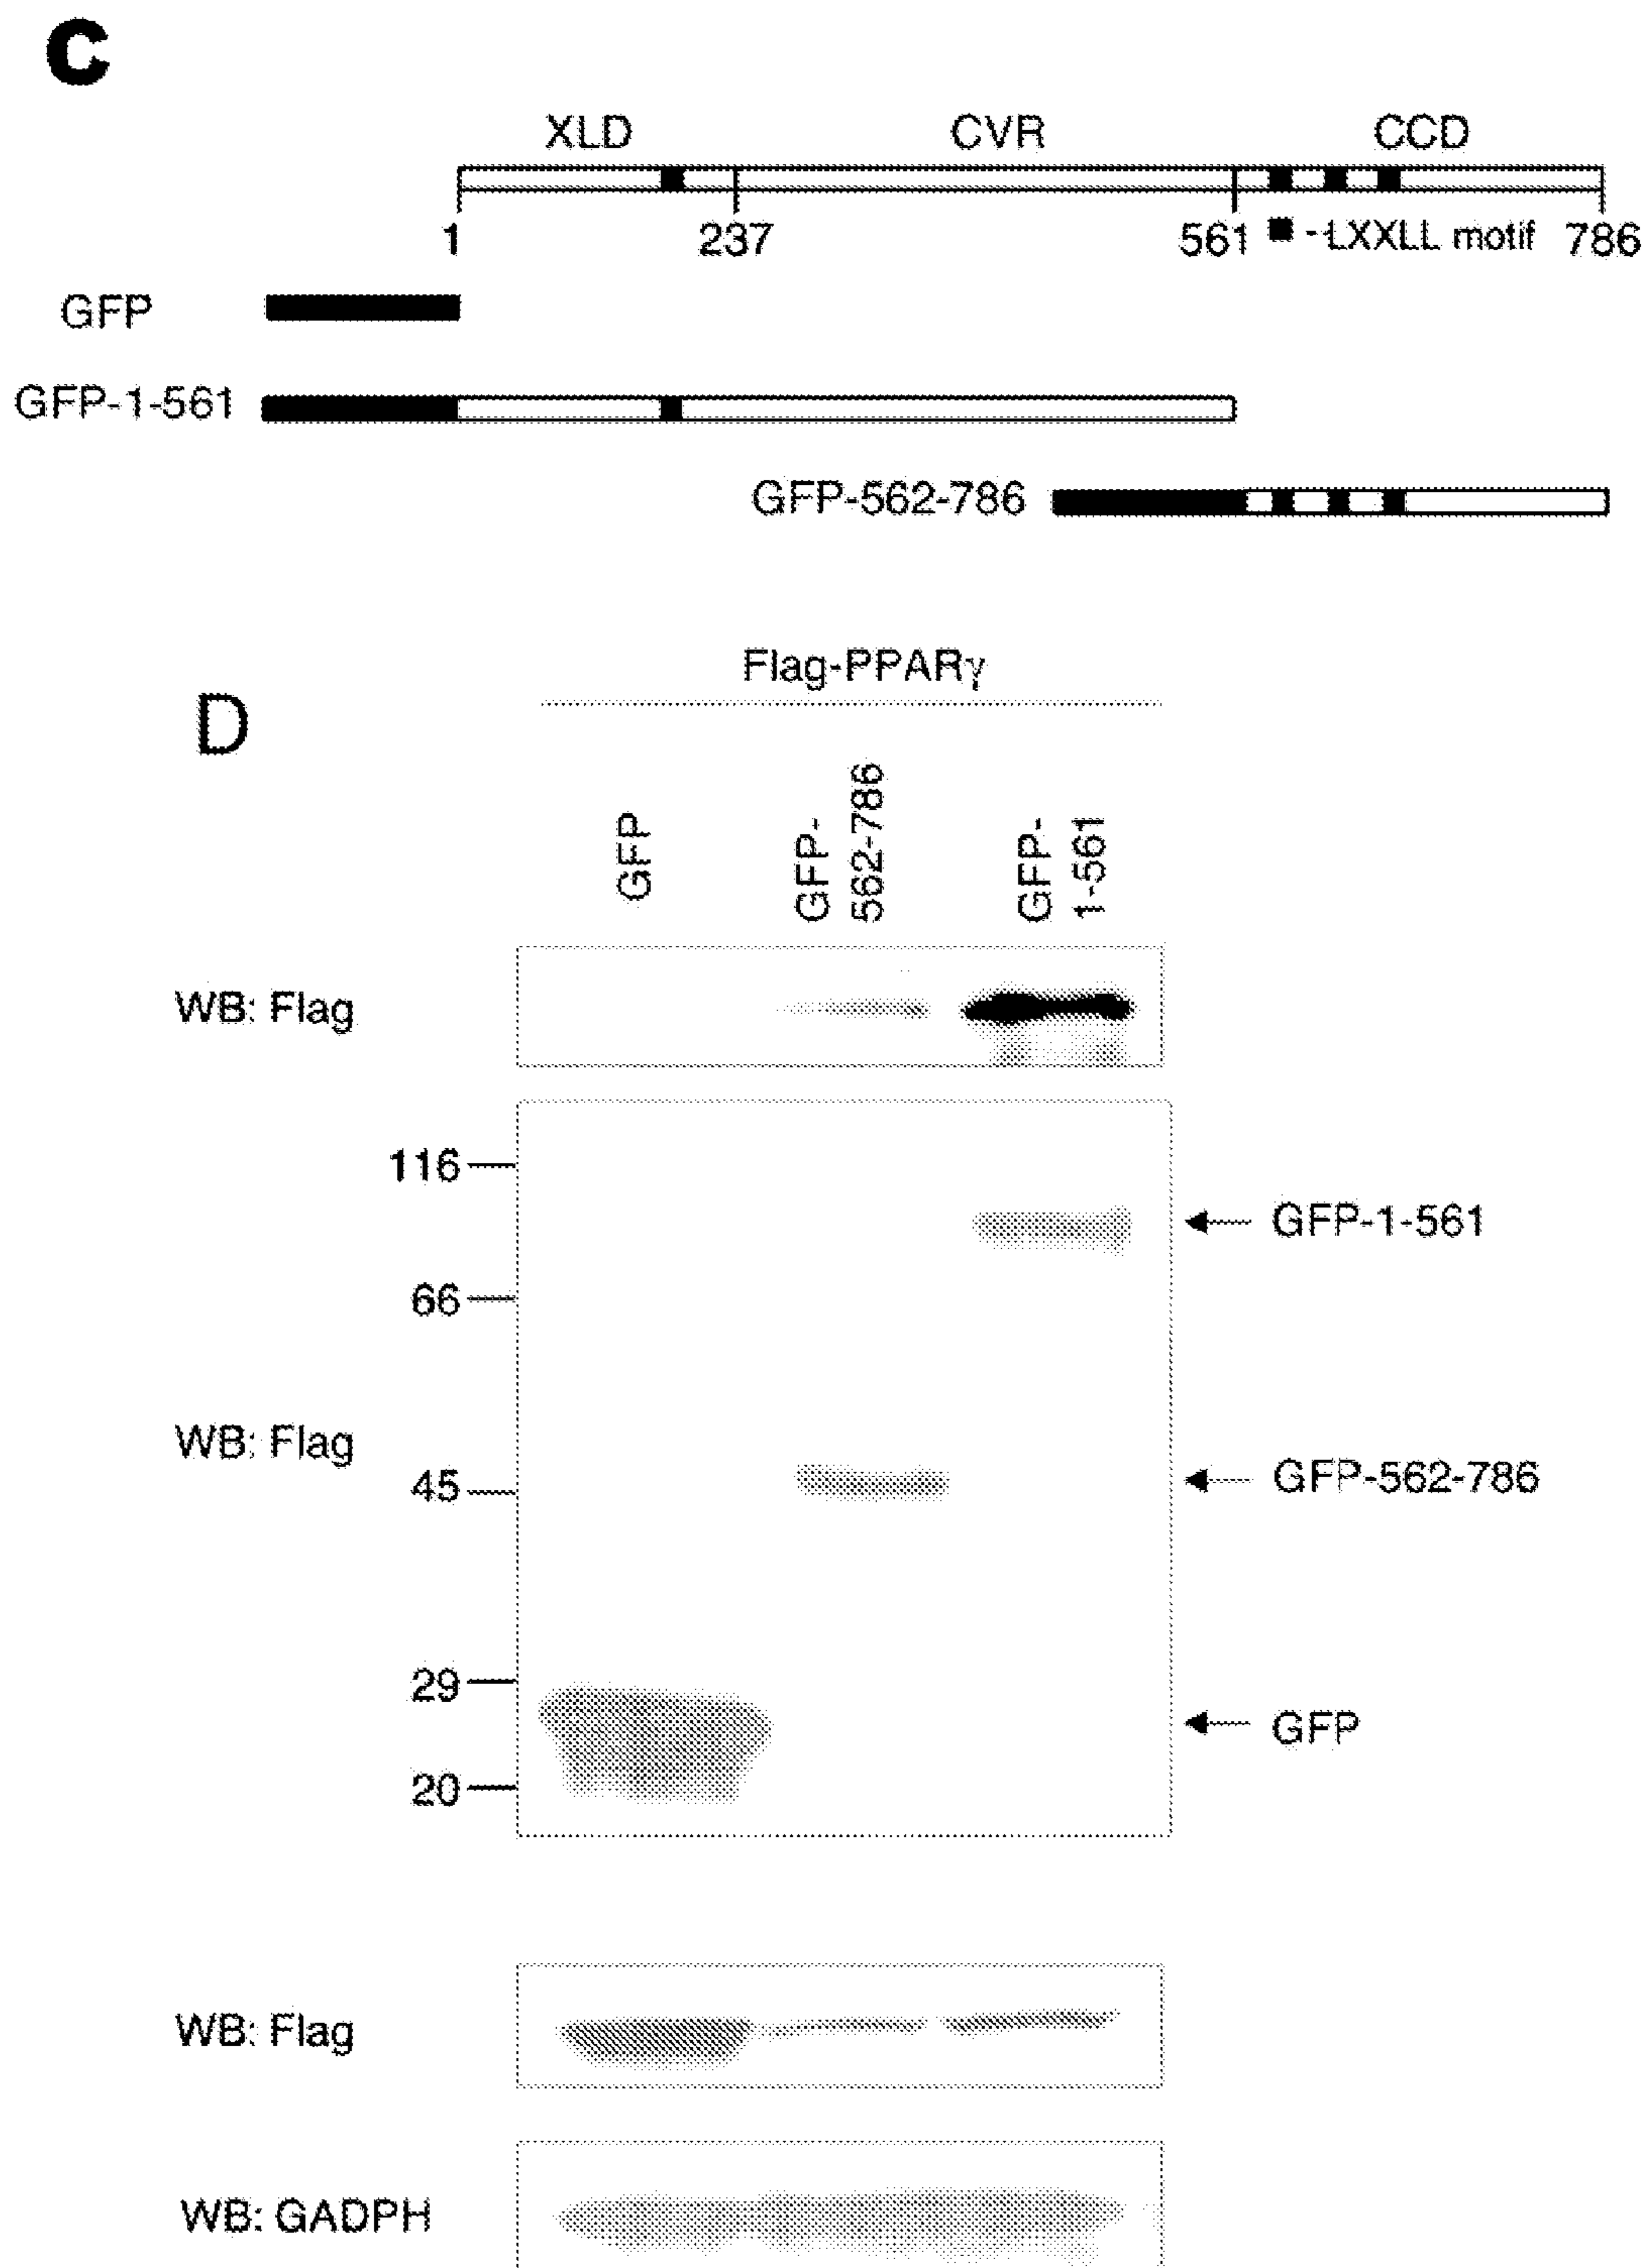 C
XLD CVR CCD
1 237 561 ■ - LXXLL motif 786
GFP
GFP-1-561
GFP-562-786
D
Flag-PPARγ
GFP
GFP-
562-786
GFP-
1-561
WB: Flag
116
66
WB: Flag
45
29
20
GFP-1-561
GFP-562-786
GFP
WB: Flag
WB: GADPH